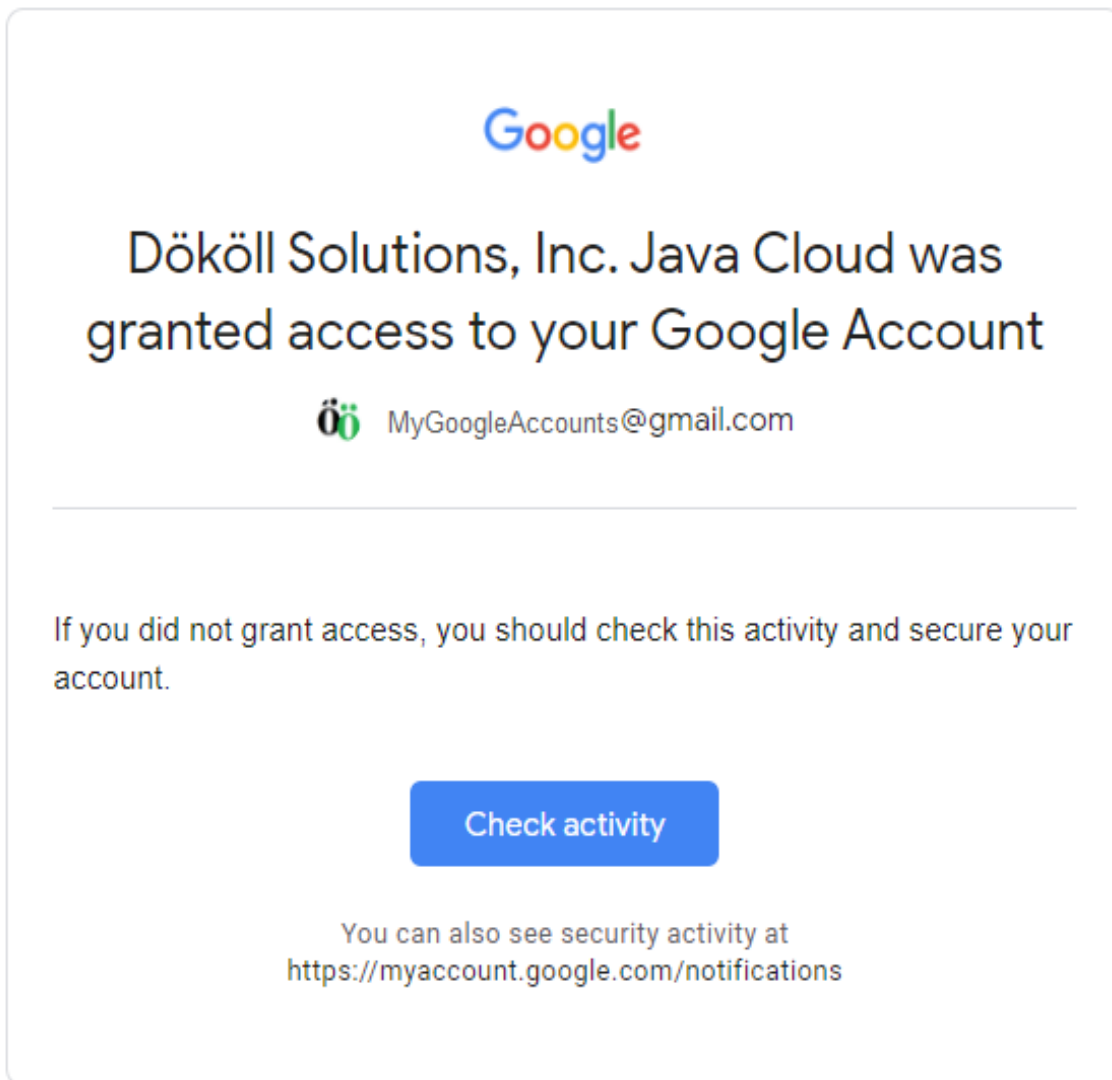 Google
Dököll Solutions, Inc. Java Cloud was
granted access to your Google Account
öö MyGoogleAccounts@gmail.com
If you did not grant access, you should check this activity and secure your
account.
Check activity
You can also see security activity at
https://myaccount.google.com/notifications